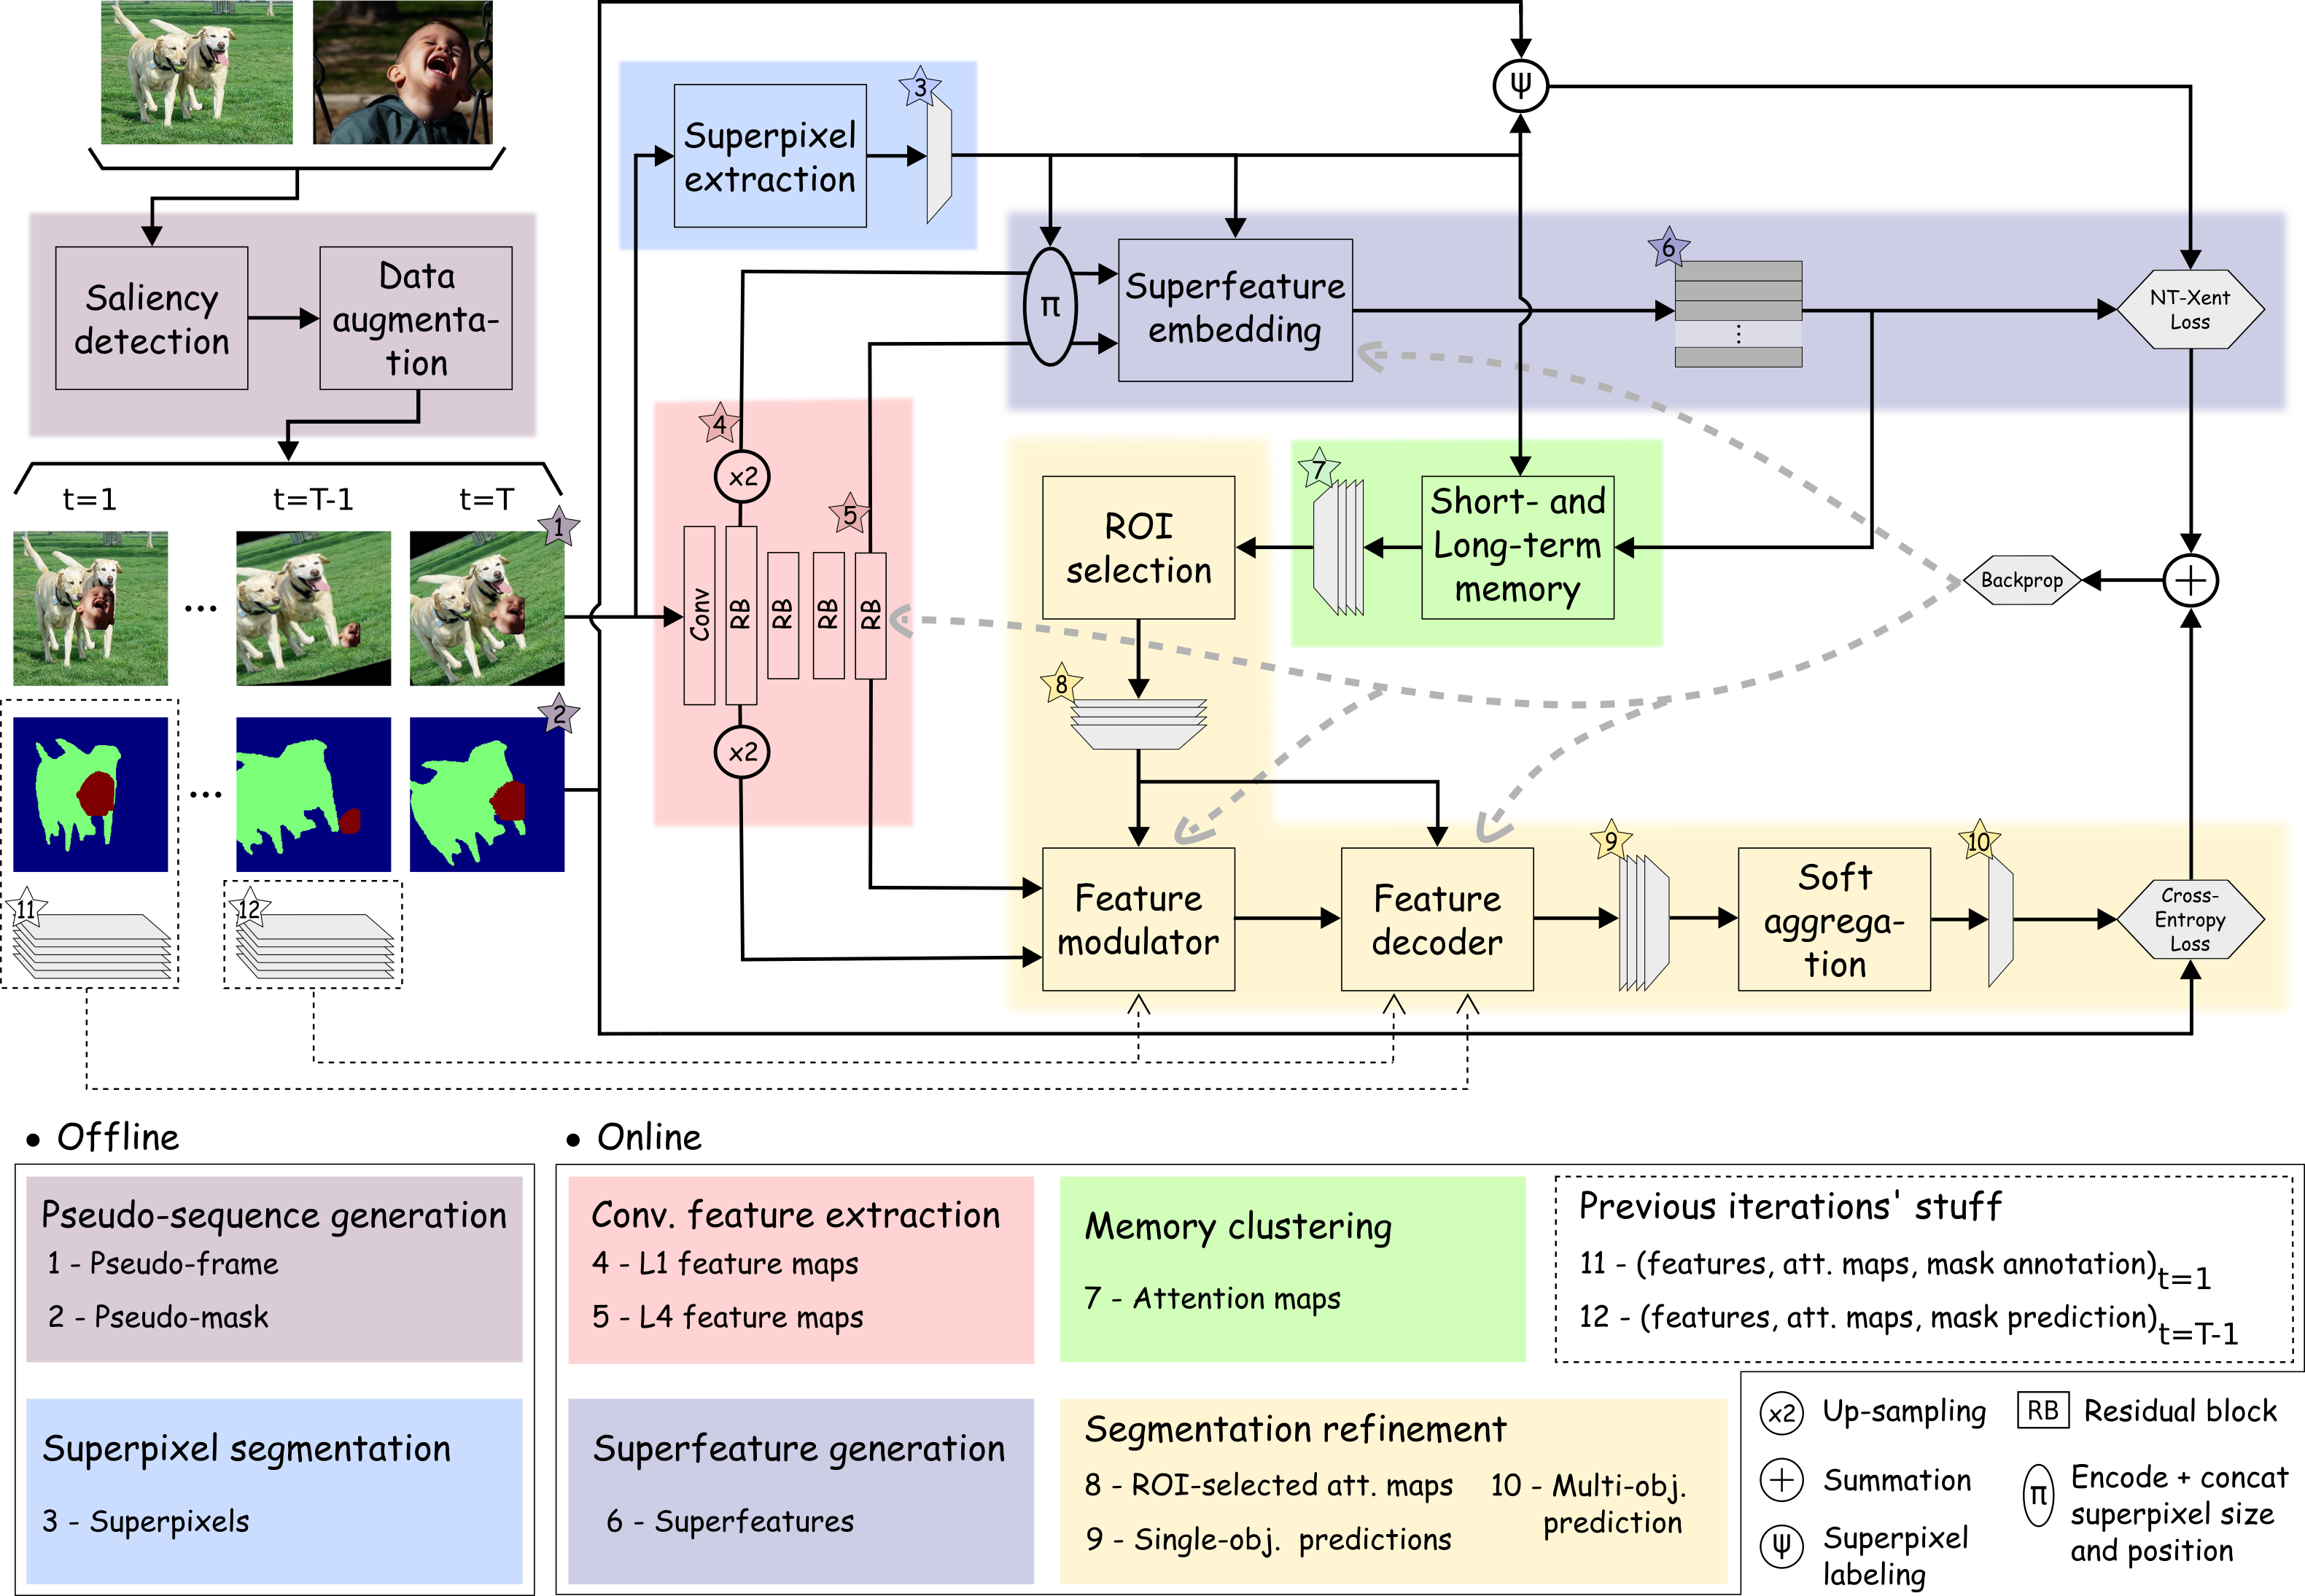 3
Ψ
Superpixel
extraction
6
Saliency
detection
Data
augmenta-
tion
π
Superfeature
embedding
⋮
NT-Xent
Loss
4
x2
5
7
t=1
t=T-1
t=T
1
...
Conv
RB
RB
RB
RB
ROI
selection
Short- and
Long-term
memory
Backprop
+
8
2
...
x2
11
12
Feature
modulator
Feature
decoder
9
Soft
aggrega-
tion
10
Cross-
Entropy
Loss
• Offline
Pseudo-sequence generation
1 - Pseudo-frame
2 - Pseudo-mask
Superpixel segmentation
3 - Superpixels
• Online
Conv. feature extraction
4 - L1 feature maps
5 - L4 feature maps
Memory clustering
7 - Attention maps
Previous iterations' stuff
11 - (features, att. maps, mask annotation)t=1
12 - (features, att. maps, mask prediction)t=T-1
Superfeature generation
6 - Superfeatures
Segmentation refinement
8 - ROI-selected att. maps
9 - Single-obj. predictions
10 - Multi-obj.
prediction
x2 Up-sampling
+ Summation
Ψ Superpixel
labeling
RB Residual block
π Encode + concat
superpixel size
and position